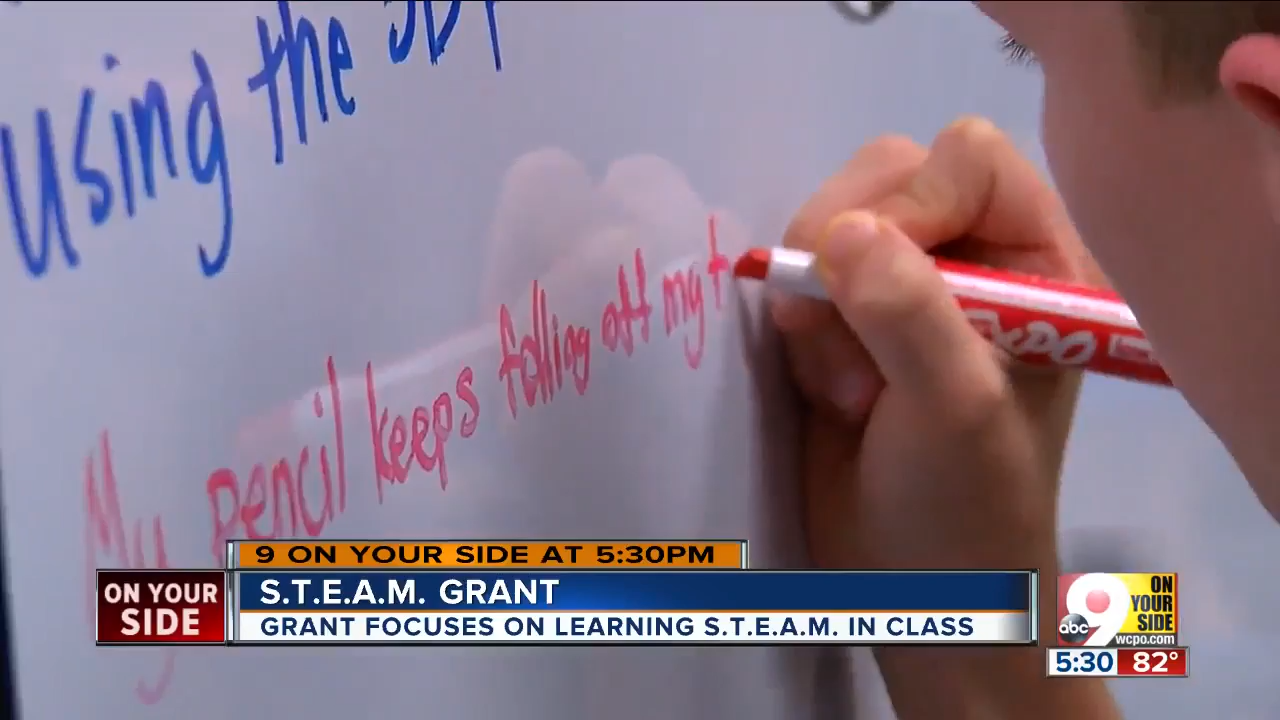 using the 3D
My pencil keeps falling off my t
EXPO
9 ON YOUR SIDE AT 5:30PM
ON YOUR SIDE
S.T.E.A.M. GRANT
GRANT FOCUSES ON LEARNING S.T.E.A.M. IN CLASS
abc 9 ON YOUR SIDE
wcpo.com
5:30 82°